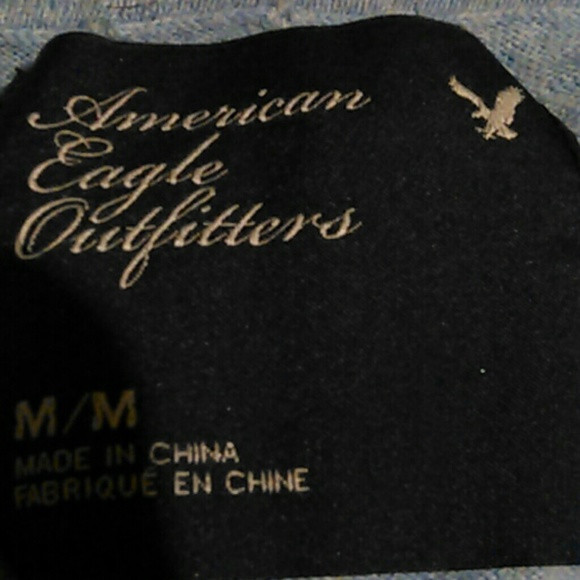 American
Eagle
Outfitters
M/M
MADE IN CHINA
FABRIQUÉ EN CHINE